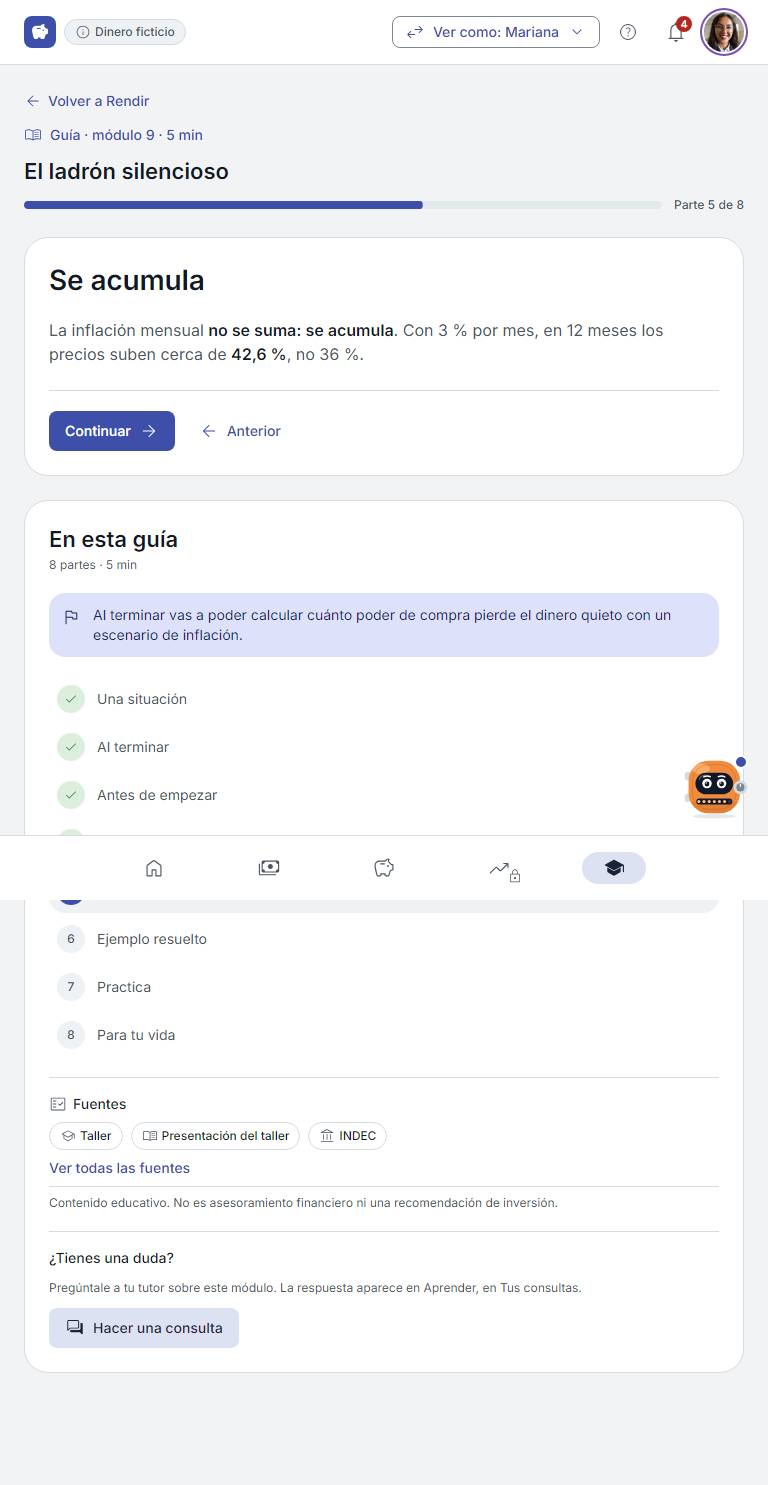 Dinero ficticio
Ver como: Mariana
4
Volver a Rendir
Guía · módulo 9 · 5 min
El ladrón silencioso
Parte 5 de 8
Se acumula
La inflación mensual no se suma: se acumula. Con 3 % por mes, en 12 meses los
precios suben cerca de 42,6 %, no 36 %.
Continuar
Anterior
En esta guía
8 partes · 5 min
Al terminar vas a poder calcular cuánto poder de compra pierde el dinero quieto con un
escenario de inflación.
Una situación
Al terminar
Antes de empezar
6 Ejemplo resuelto
7 Practica
8 Para tu vida
Fuentes
Taller
Presentación del taller
INDEC
Ver todas las fuentes
Contenido educativo. No es asesoramiento financiero ni una recomendación de inversión.
¿Tienes una duda?
Pregúntale a tu tutor sobre este módulo. La respuesta aparece en Aprender, en Tus consultas.
Hacer una consulta